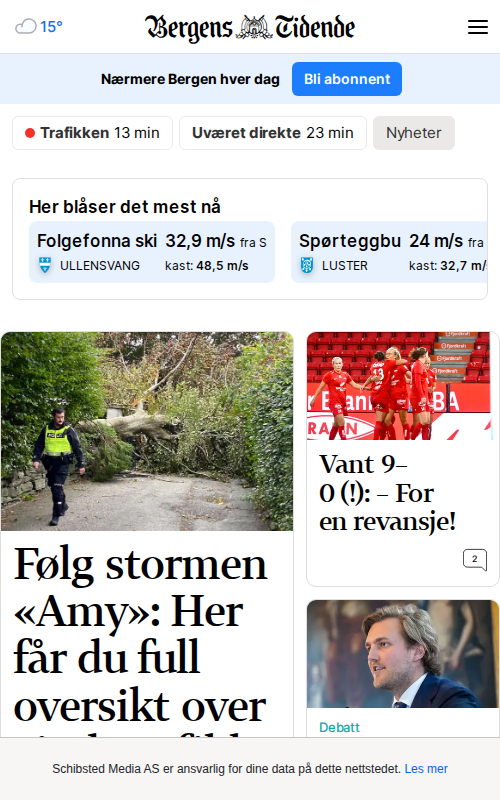 15°
Bergens Tidende
Nærmere Bergen hver dag
Bli abonnent
Trafikken 13 min
Uværet direkte 23 min
Nyheter
Her blåser det mest nå
Folgefonna ski 32,9 m/s fra S
ULLENSVANG kast: 48,5 m/s
Spørteggbu 24 m/s fra
LUSTER kast: 32,7 m/
Vant 9–
0 (!): – For
en revansje!
2
Følg stormen
«Amy»: Her
får du full
oversikt over
Debatt
Schibsted Media AS er ansvarlig for dine data på dette nettstedet. Les mer